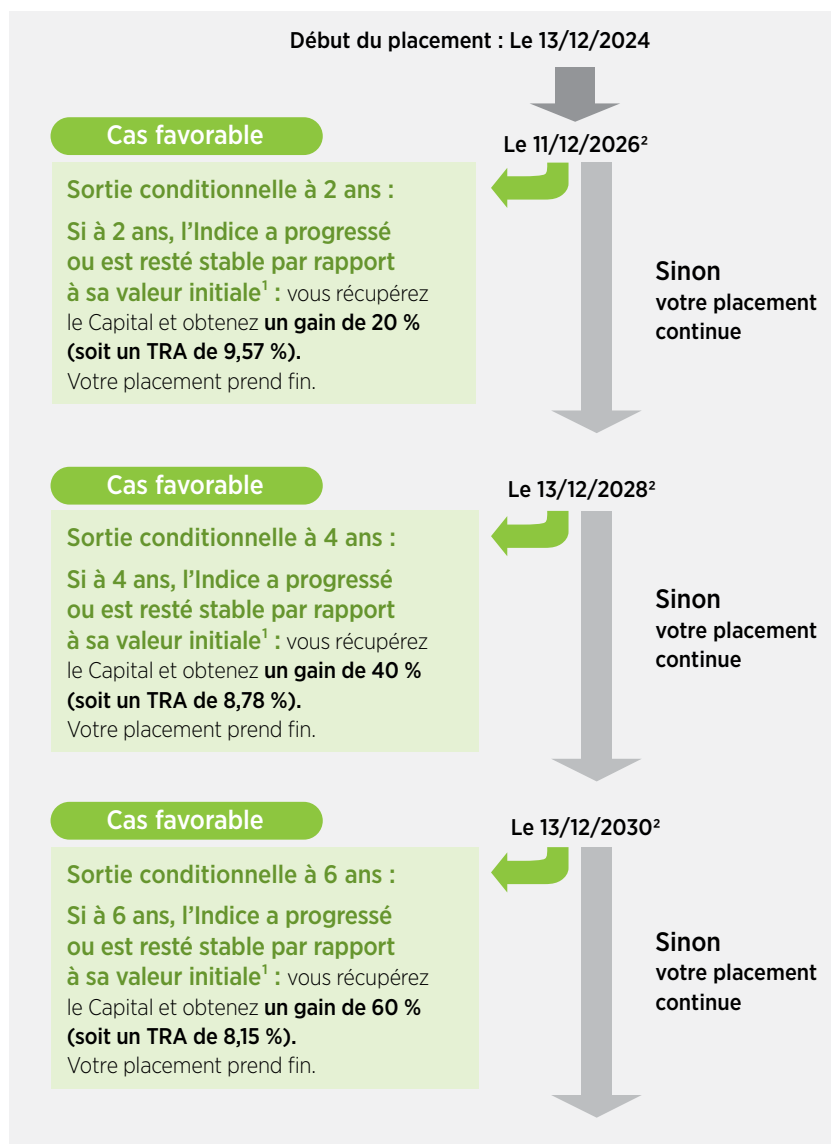 Début du placement : Le 13/12/2024
Cas favorable
Le 11/12/2026²
Sortie conditionnelle à 2 ans :
Si à 2 ans, l’Indice a progressé
ou est resté stable par rapport
à sa valeur initiale¹ : vous récupérez
le Capital et obtenez un gain de 20 %
(soit un TRA de 9,57 %).
Votre placement prend fin.
Sinon
votre placement
continue
Cas favorable
Le 13/12/2028²
Sortie conditionnelle à 4 ans :
Si à 4 ans, l’Indice a progressé
ou est resté stable par rapport
à sa valeur initiale¹ : vous récupérez
le Capital et obtenez un gain de 40 %
(soit un TRA de 8,78 %).
Votre placement prend fin.
Sinon
votre placement
continue
Cas favorable
Le 13/12/2030²
Sortie conditionnelle à 6 ans :
Si à 6 ans, l’Indice a progressé
ou est resté stable par rapport
à sa valeur initiale¹ : vous récupérez
le Capital et obtenez un gain de 60 %
(soit un TRA de 8,15 %).
Votre placement prend fin.
Sinon
votre placement
continue